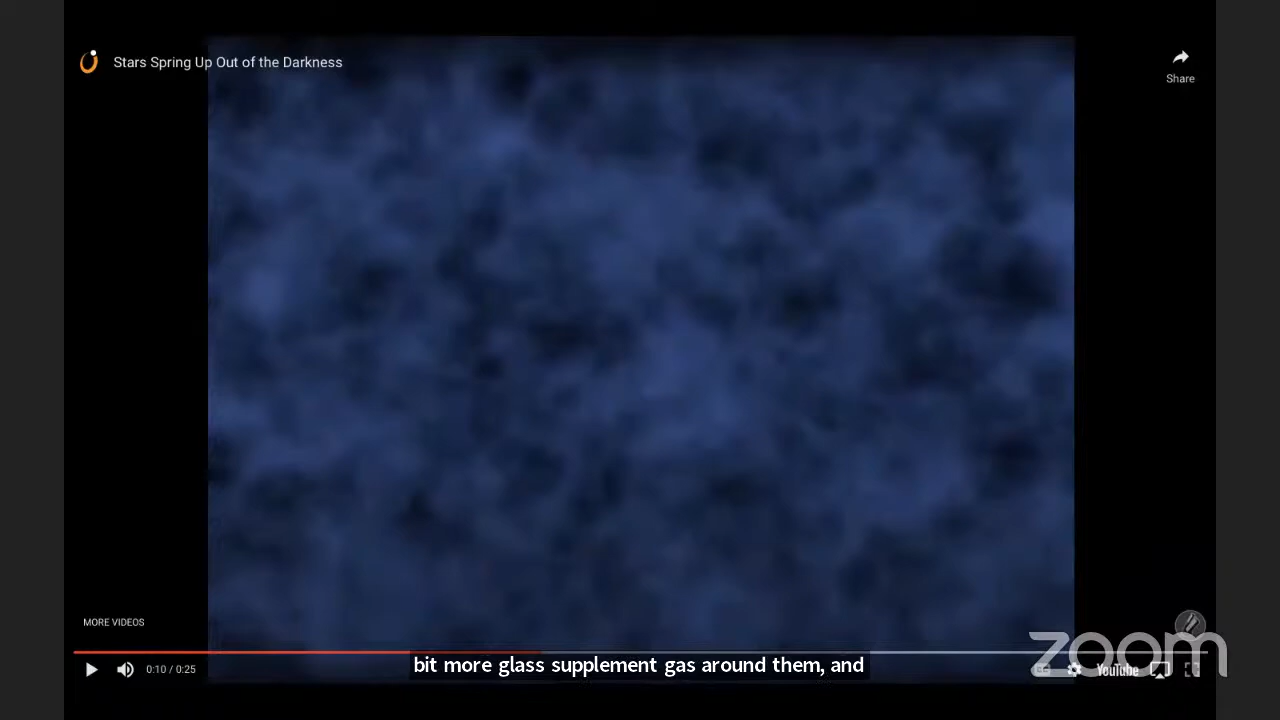 Stars Spring Up Out of the Darkness
Share
MORE VIDEOS
0:10 / 0:25
bit more glass supplement gas around them, and
YouTube
zoom